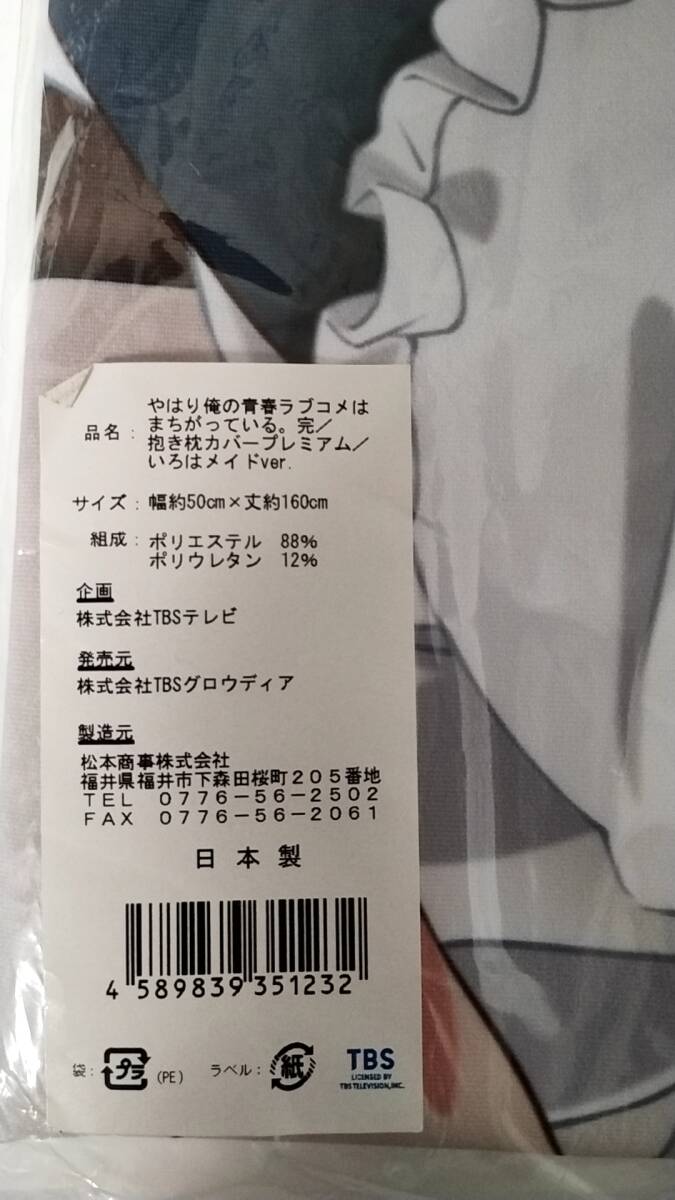 品名：やはり俺の青春ラブコメは
まちがっている。完／
抱き枕カバープレミアム／
いろはメイドver.
サイズ：幅約50cm×丈約160cm
組成：ポリエステル 88%
ポリウレタン 12%
企画
株式会社TBSテレビ
発売元
株式会社TBSグロウディア
製造元
松本商事株式会社
福井県福井市下森田桜町２０５番地
ＴＥＬ ０７７６−５６−２５０２
ＦＡＸ ０７７６−５６−２０６１
日本製
4 589839 351232
袋：プラ (PE) ラベル：紙 TBS
LICENSED BY
TBS TELEVISION, INC.